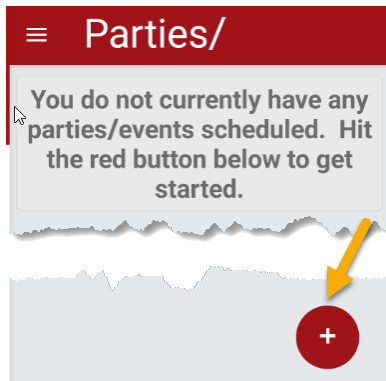 Parties/
You do not currently have any
parties/events scheduled.  Hit
the red button below to get
started.
+